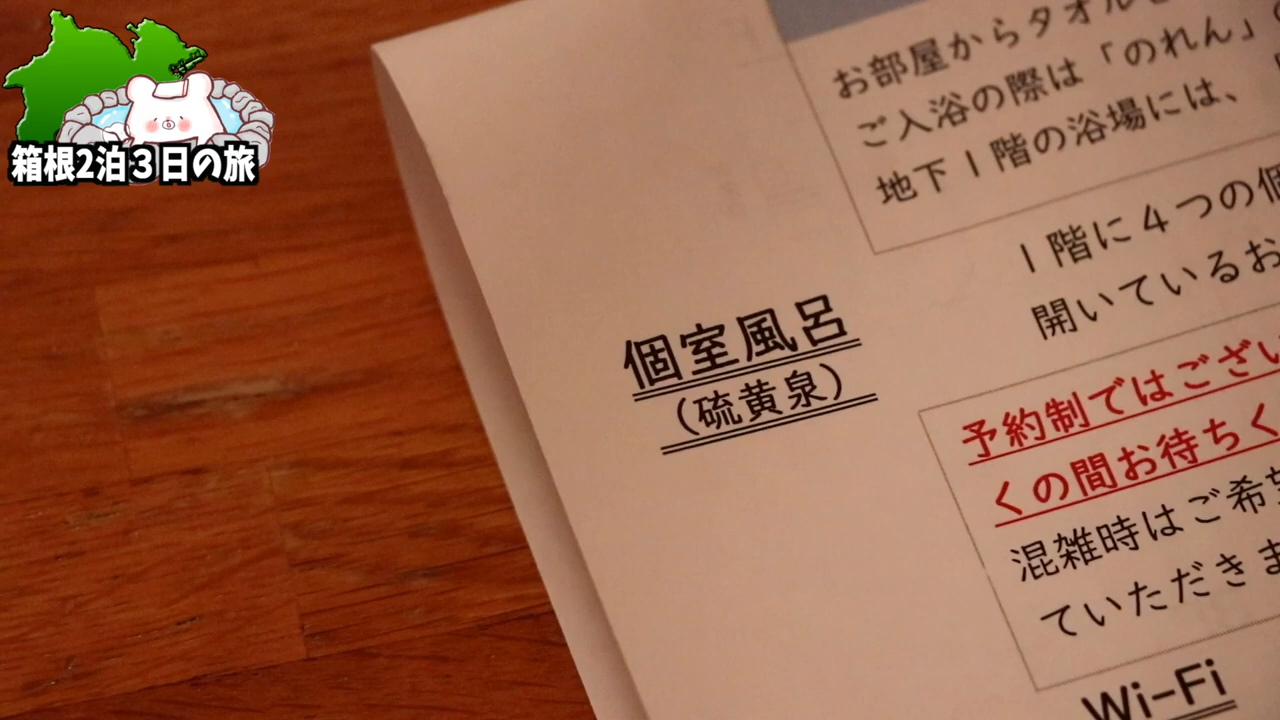 箱根2泊３日の旅
お部屋からタオル
ご入浴の際は「のれん」
地下１階の浴場には、
１階に４つの個
開いているお
個室風呂
（硫黄泉）
予約制ではござい
くの間お待ちく
混雑時はご希望
ていただきま
Wi-Fi